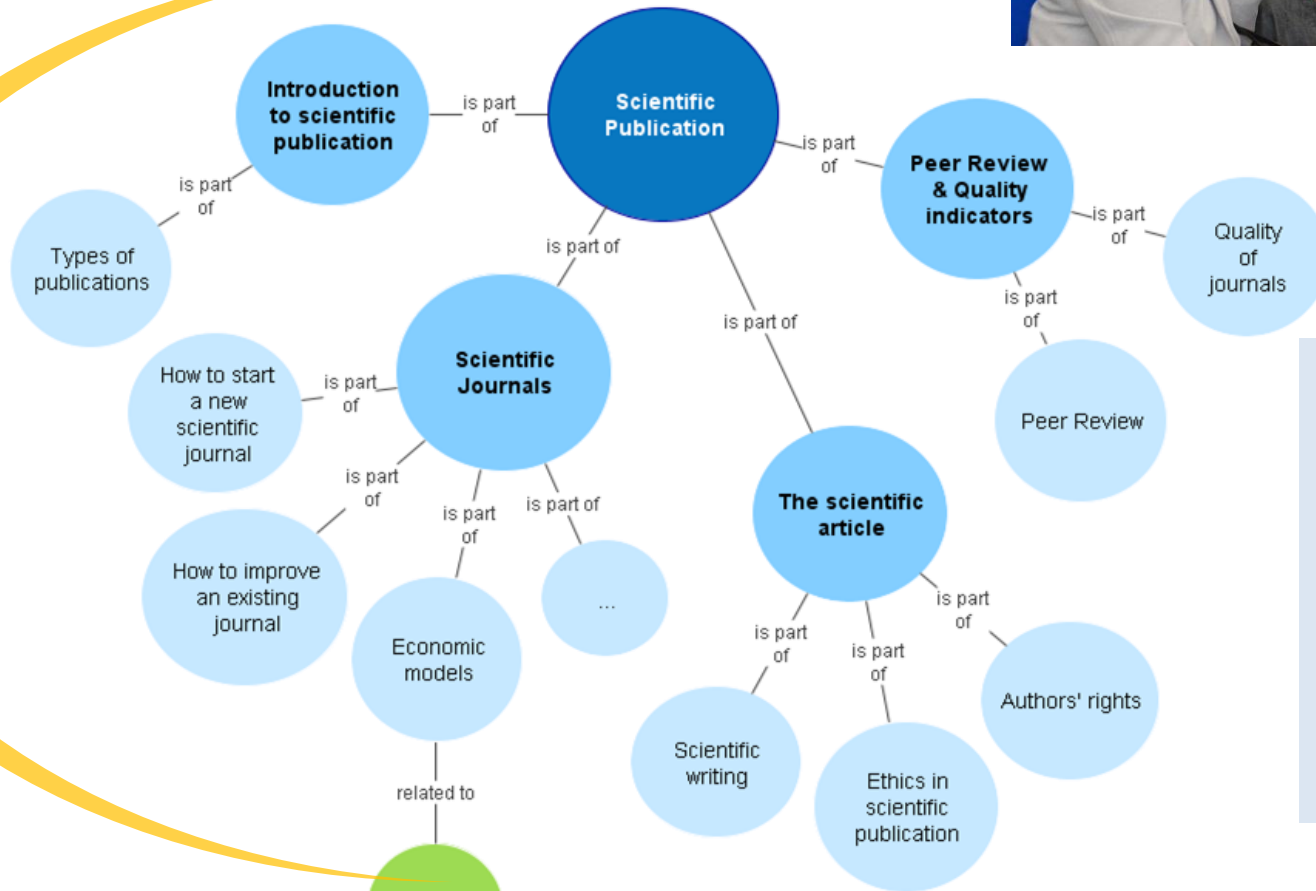 Scientific
Publication
is part
of
Introduction
to scientific
publication
is part
of
Types of
publications
is part of
Scientific
Journals
is part
of
How to start
a new
scientific
journal
is part
of
How to improve
an existing
journal
is part
of
Economic
models
related to
is part of
...
is part of
The scientific
article
is part
of
Scientific
writing
is part
of
Ethics in
scientific
publication
is part
of
Authors' rights
is part
of
Peer Review
& Quality
indicators
is part
of
Quality
of
journals
is part
of
Peer Review